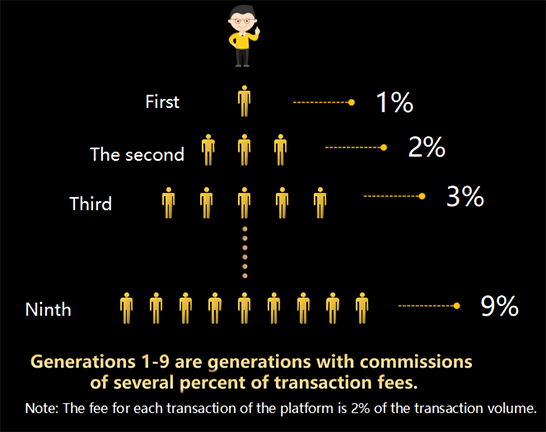 First 1%
The second 2%
Third 3%
Ninth 9%
Generations 1-9 are generations with commissions
of several percent of transaction fees.
Note: The fee for each transaction of the platform is 2% of the transaction volume.